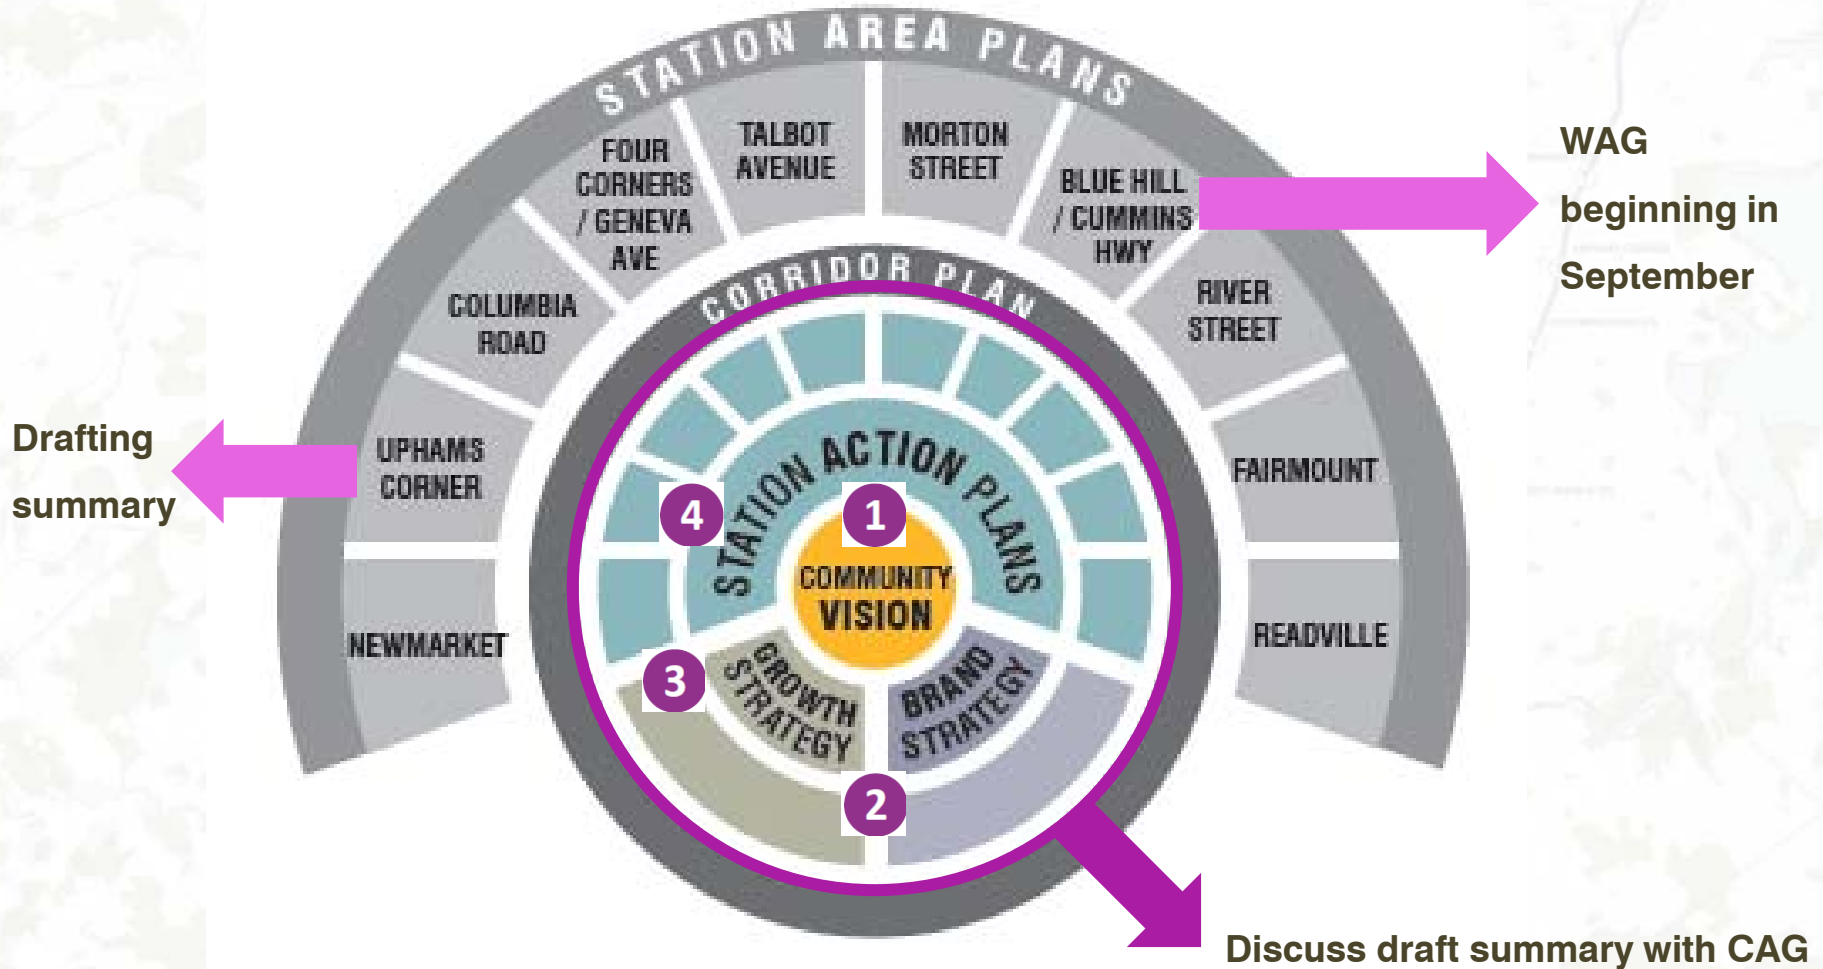 STATION AREA PLANS
TALBOT
AVENUE
MORTON
STREET
FOUR
CORNERS
/ GENEVA
AVE
BLUE HILL
/ CUMMINS
HWY
WAG
beginning in
September
COLUMBIA
ROAD
RIVER
STREET
CORRIDOR PLAN
Drafting
summary
UPHAMS
CORNER
FAIRMOUNT
STATION ACTION PLANS
4
1
COMMUNITY
VISION
NEWMARKET
READVILLE
3
GROWTH
STRATEGY
BRAND
STRATEGY
2
Discuss draft summary with CAG